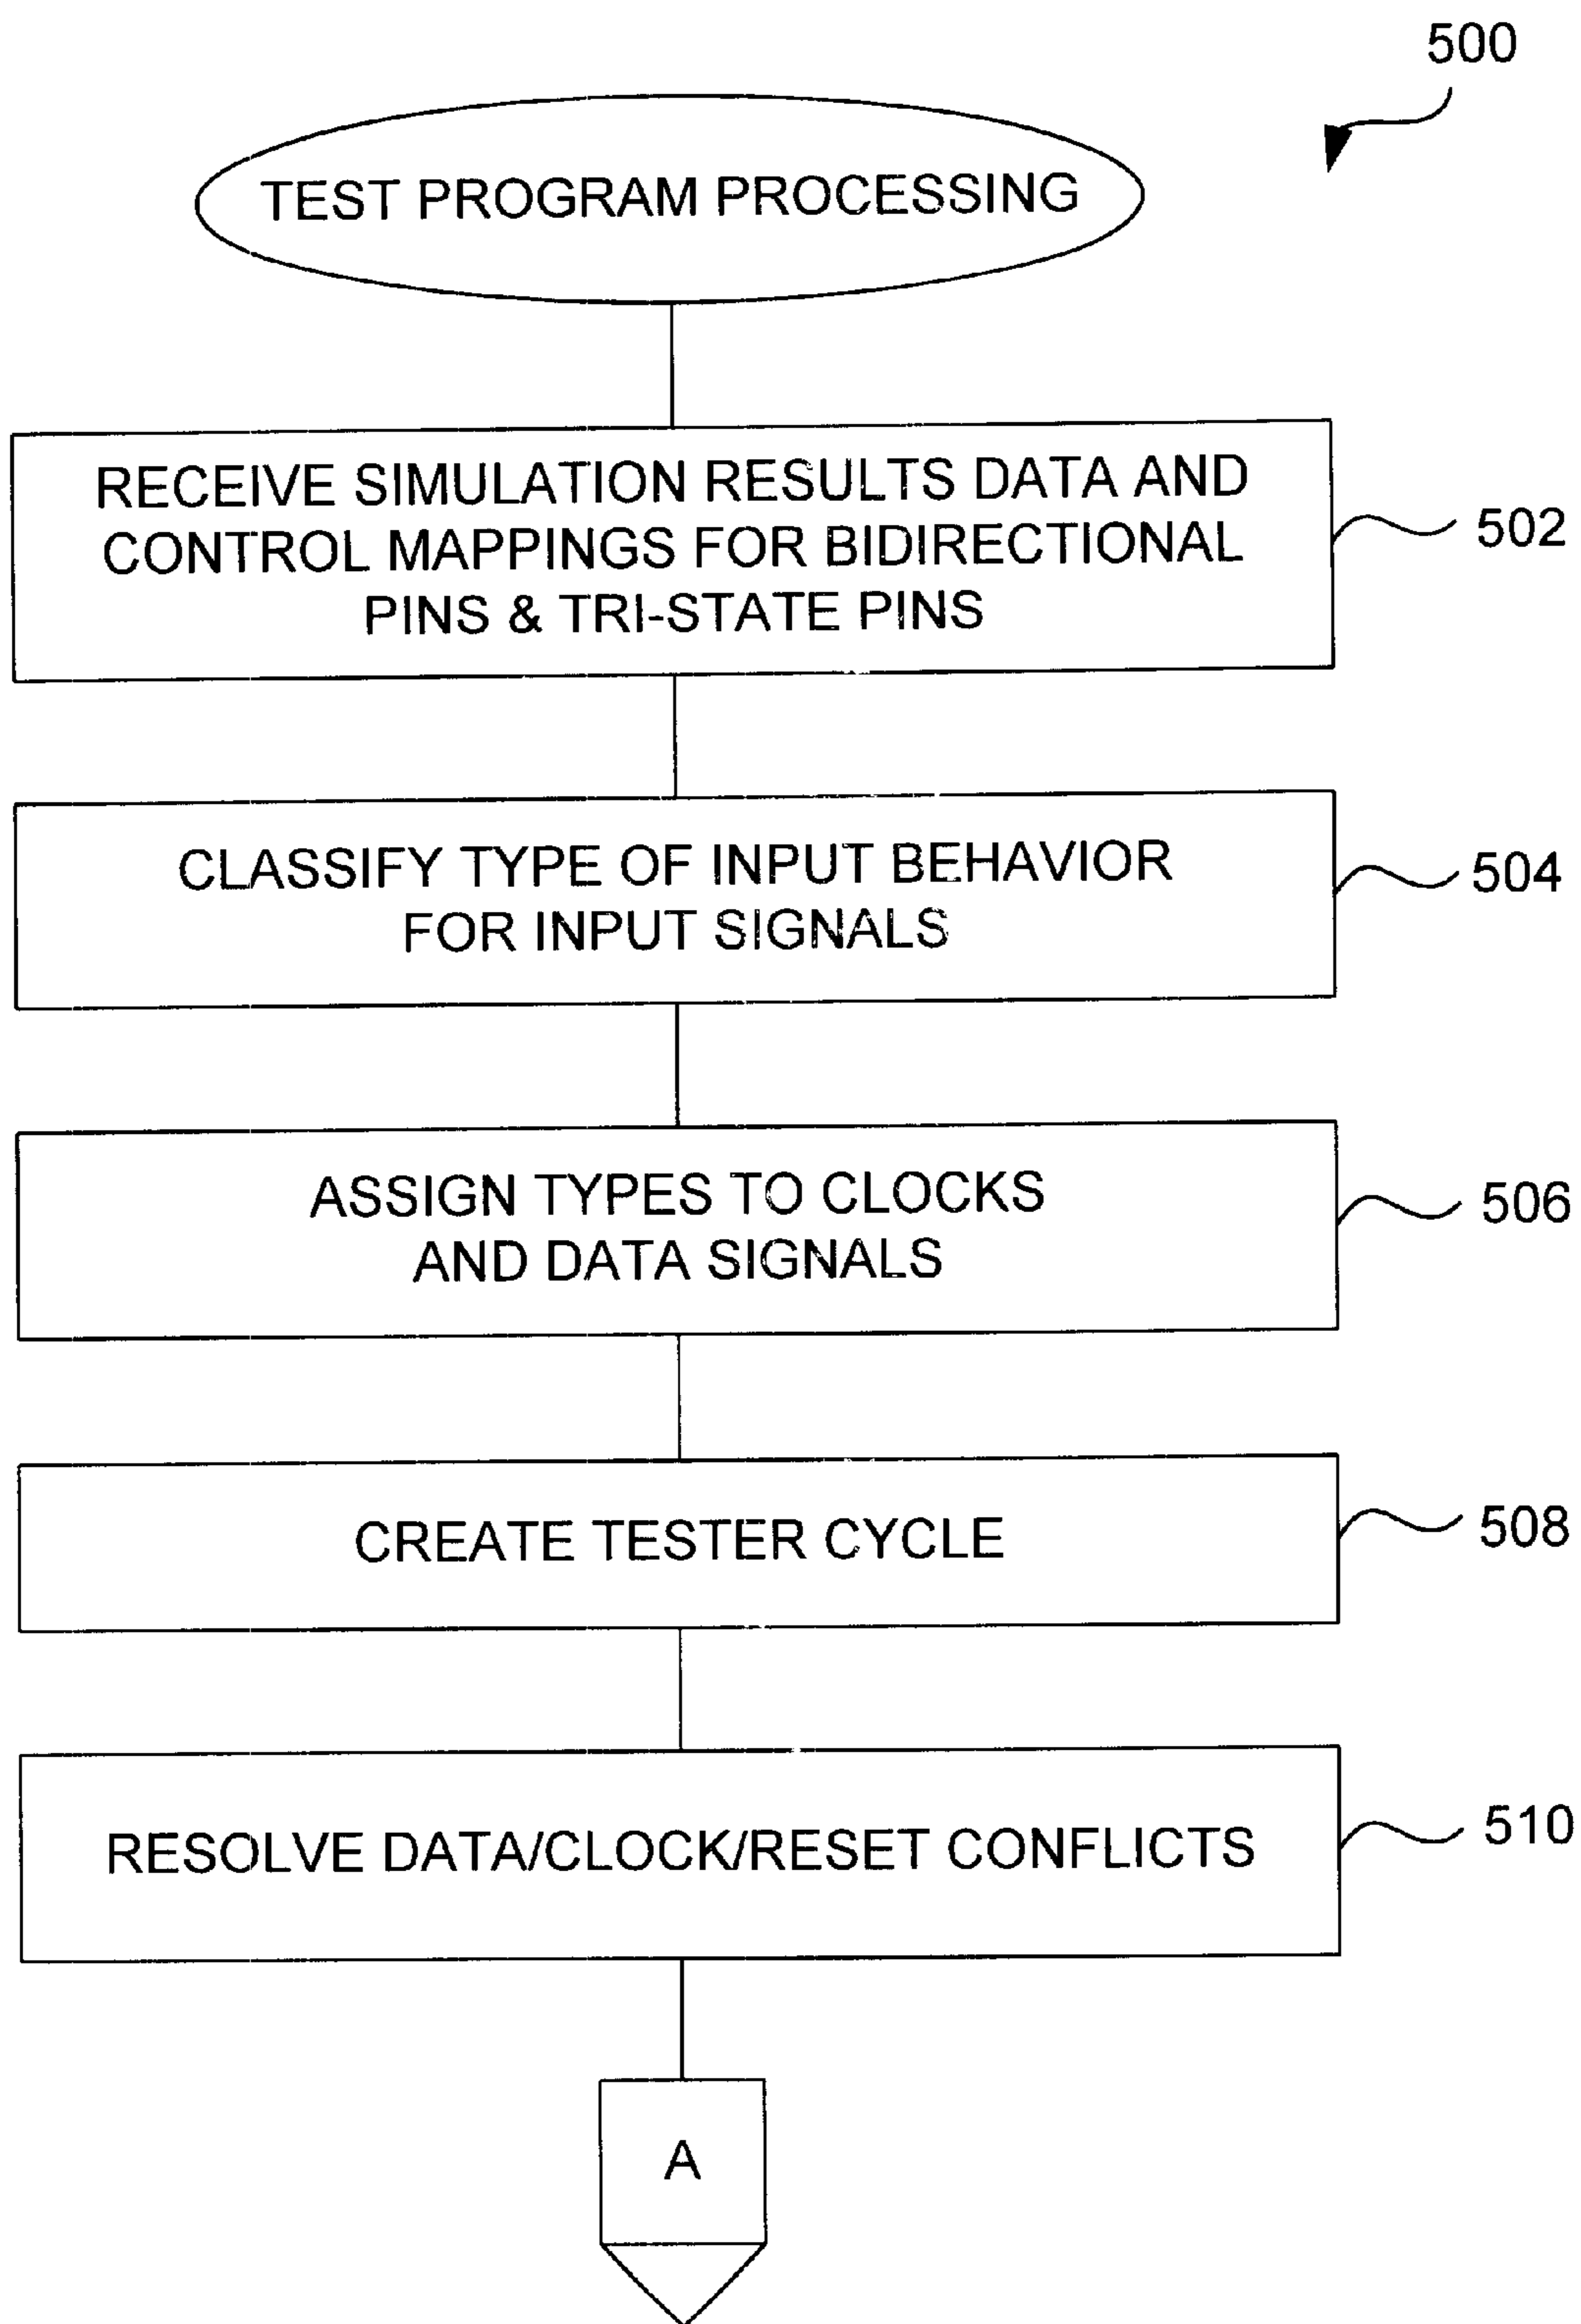 500
TEST PROGRAM PROCESSING
RECEIVE SIMULATION RESULTS DATA AND
CONTROL MAPPINGS FOR BIDIRECTIONAL
PINS & TRI-STATE PINS
502
CLASSIFY TYPE OF INPUT BEHAVIOR
FOR INPUT SIGNALS
504
ASSIGN TYPES TO CLOCKS
AND DATA SIGNALS
506
CREATE TESTER CYCLE
508
RESOLVE DATA/CLOCK/RESET CONFLICTS
510
A